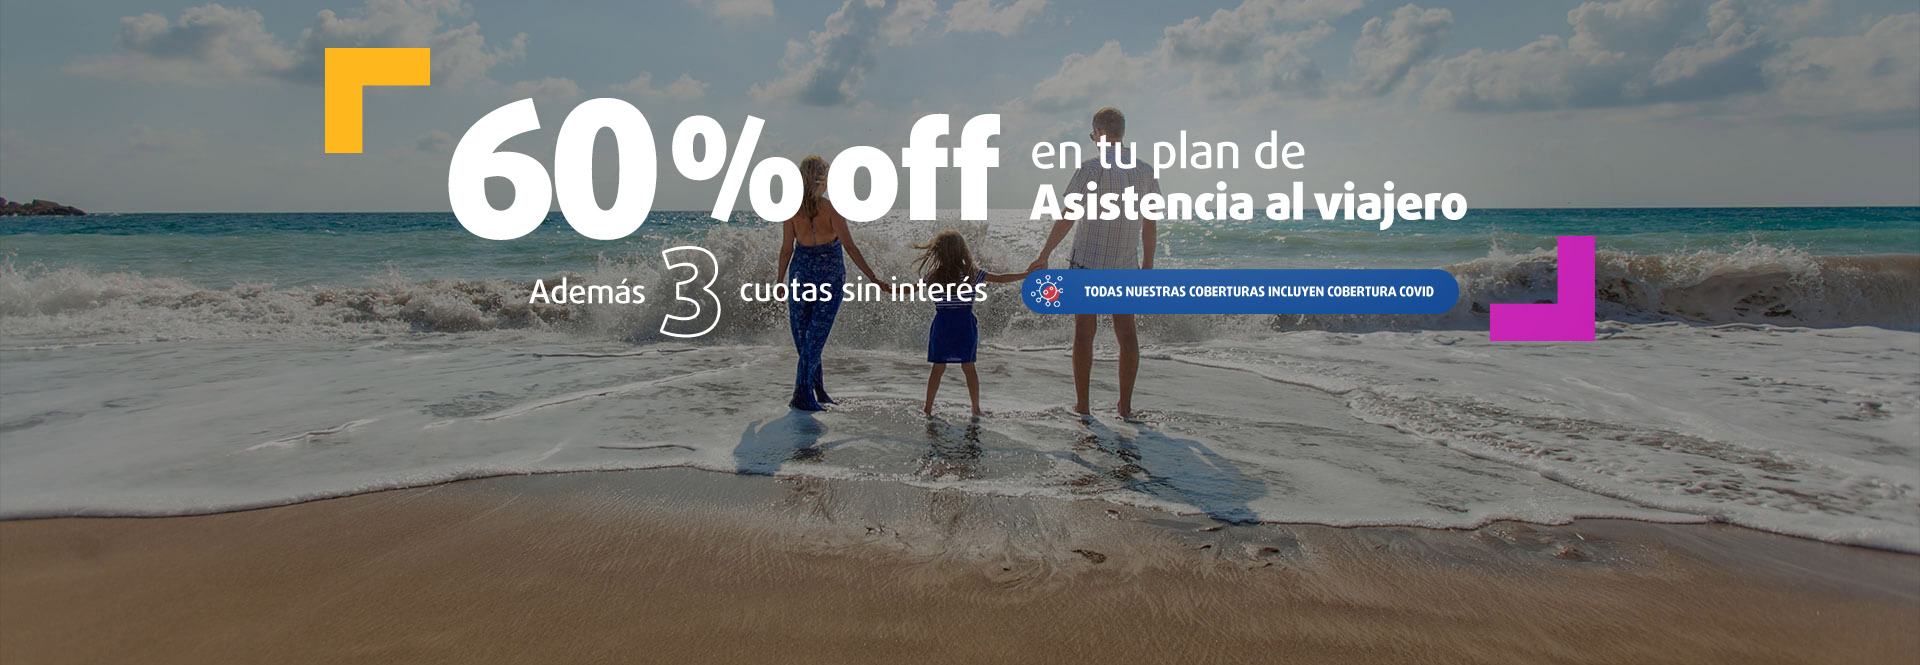 60% off
en tu plan de
Asistencia al viajero
Además 3 cuotas sin interés
TODAS NUESTRAS COBERTURAS INCLUYEN COBERTURA COVID